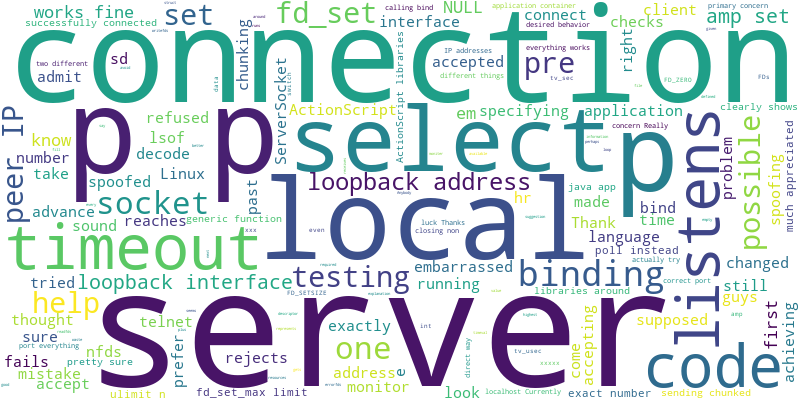 works fine
set
fd_set
NULL
client
primary concern
successfully connected
calling bind
application container
desired behavior
interface
connect
checks
amp set
connection
two different
sd
admit
chunking
IP addresses
everything works
accepted
different things
pre
tv_sec
right
FD_ZERO
FDs
p p
select
p
listens
peer IP
know
refused
lsof
ServerSocket
ActionScript
ActionScript libraries
em
specifying
application
clearly shows
number
decode
take
spoofed
Linux
past
loopback address
hr
java app
made
possible
spoofing
problem
much appreciated
concern Really
advance
socket
reaches
generic function
sound
xxx
local
luck Thanks
closing non
even
Thank
bind
time
language
poll instead
actually try
timeout
loopback interface
testing
embarrassed
binding
libraries around
correct port
changed
guys
first
achieving
tried
running
still
help
FD_SETSIZE
thought
telnet
exactly
one
supposed
come
accepting
server
code
sure
nfds
prefer
rejects
address
int
tv_usec
direct way
localhost Currently
fails
pretty sure
mistake
accept
ulimit n
fd_set_max limit
monitor
e
look
exact number
sending chunked